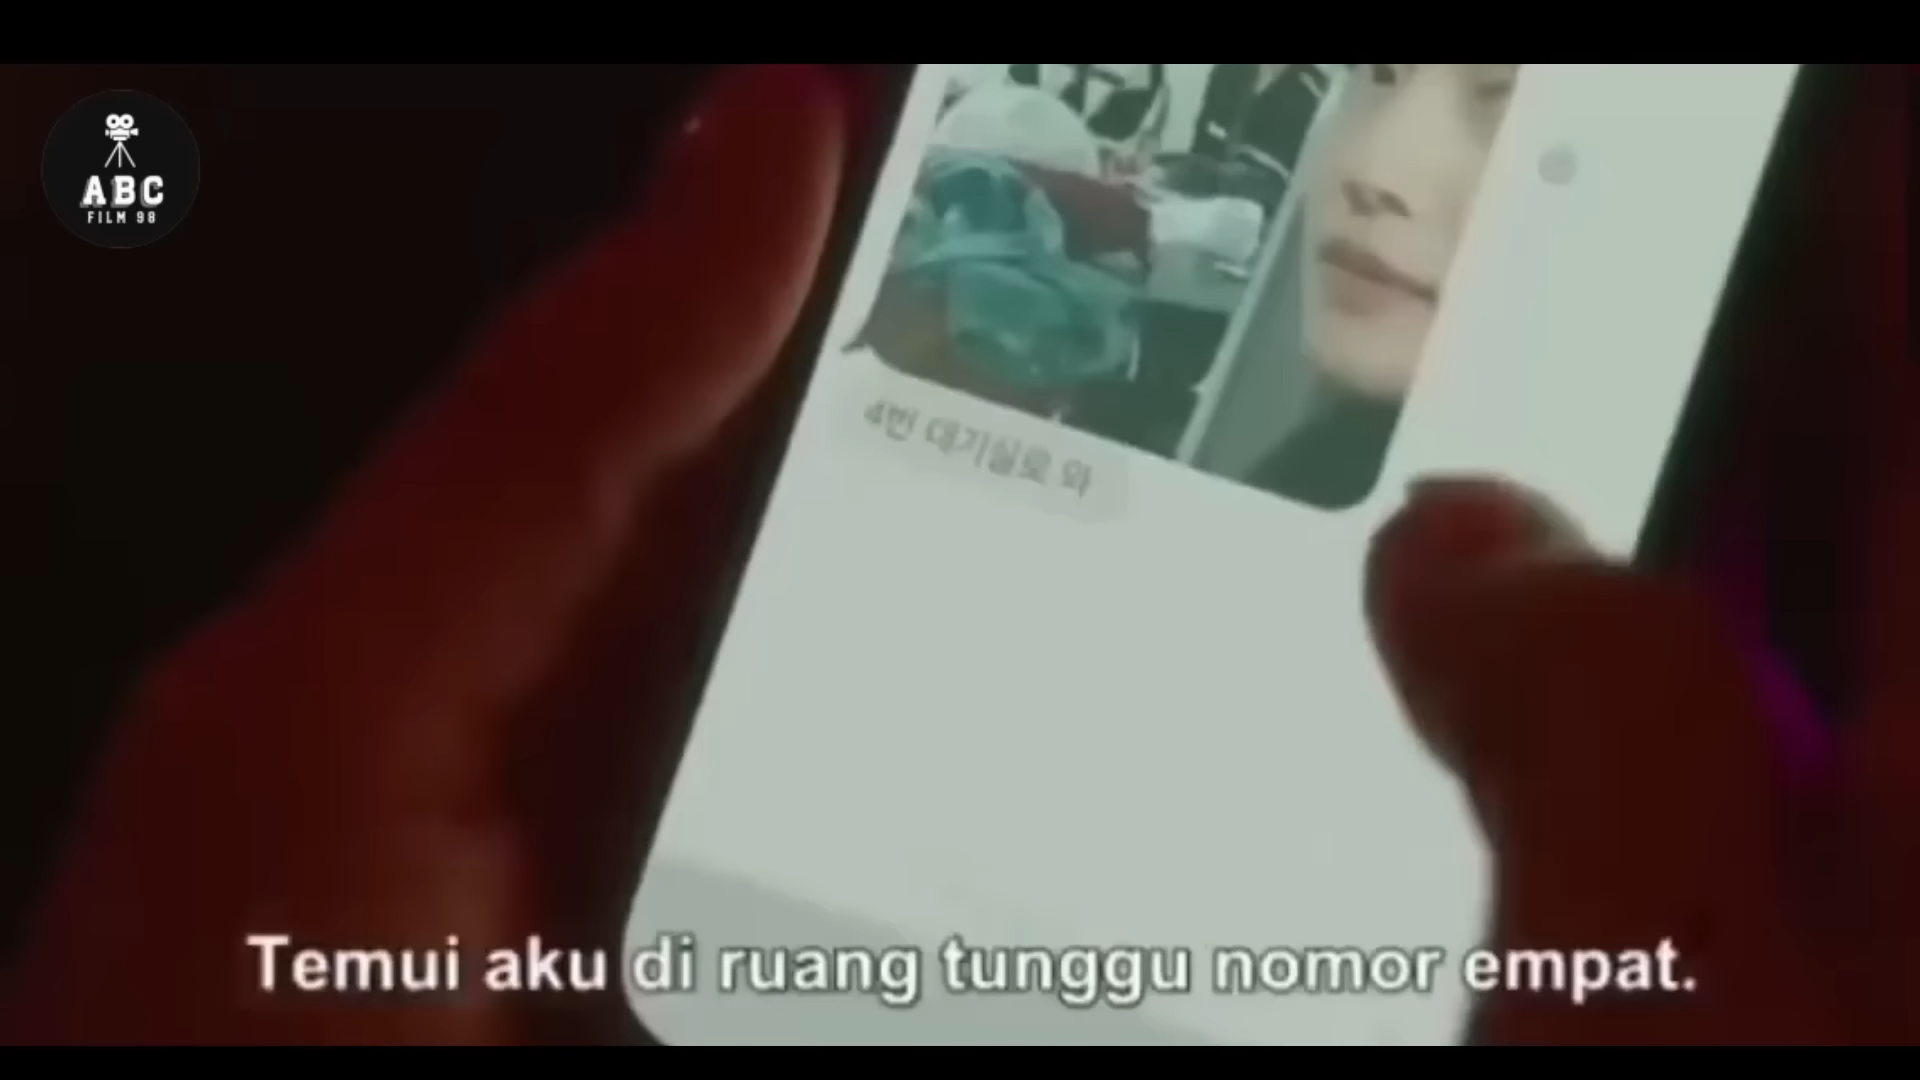 ABC
FILM 98
4번 대기실로 와
Temui aku di ruang tunggu nomor empat.